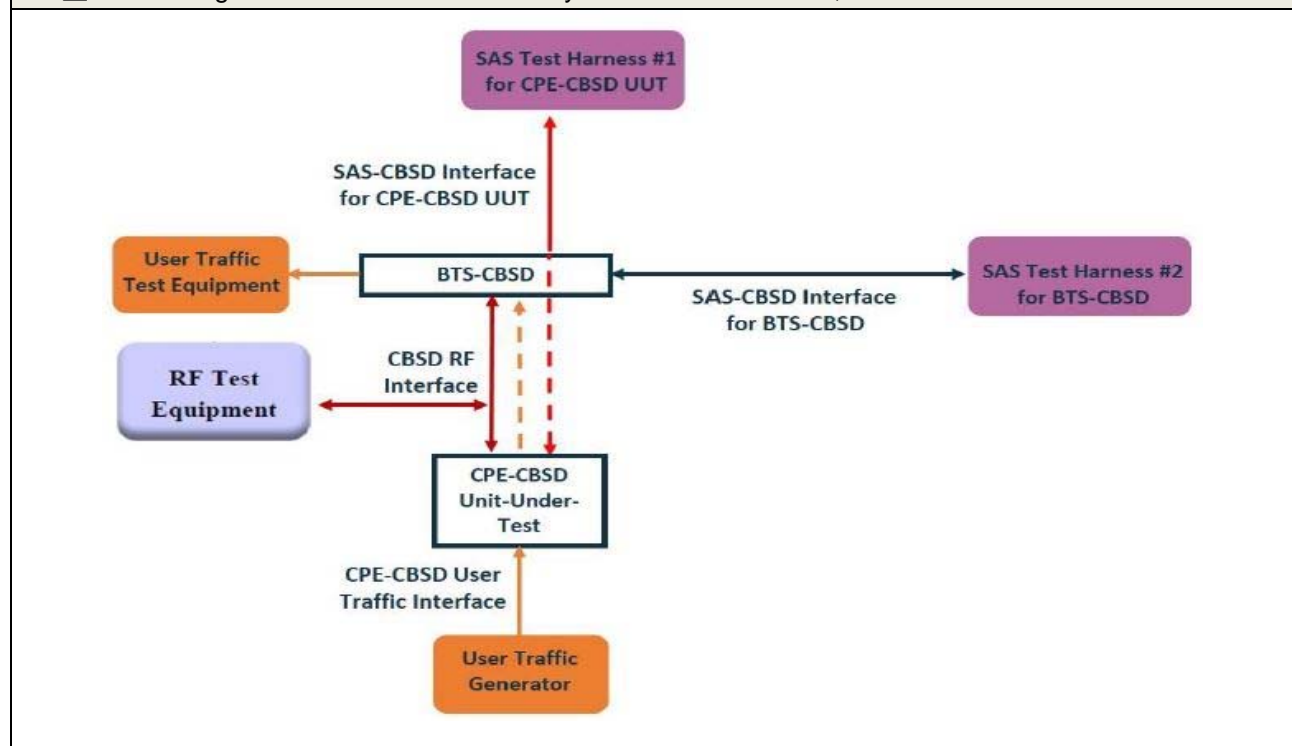 SAS Test Harness #1
for CPE-CBSD UUT
SAS-CBSD Interface
for CPE-CBSD UUT
User Traffic
Test Equipment
BTS-CBSD
SAS Test Harness #2
for BTS-CBSD
SAS-CBSD Interface
for BTS-CBSD
CBSD RF
Interface
RF Test
Equipment
CPE-CBSD
Unit-Under-
Test
CPE-CBSD User
Traffic Interface
User Traffic
Generator